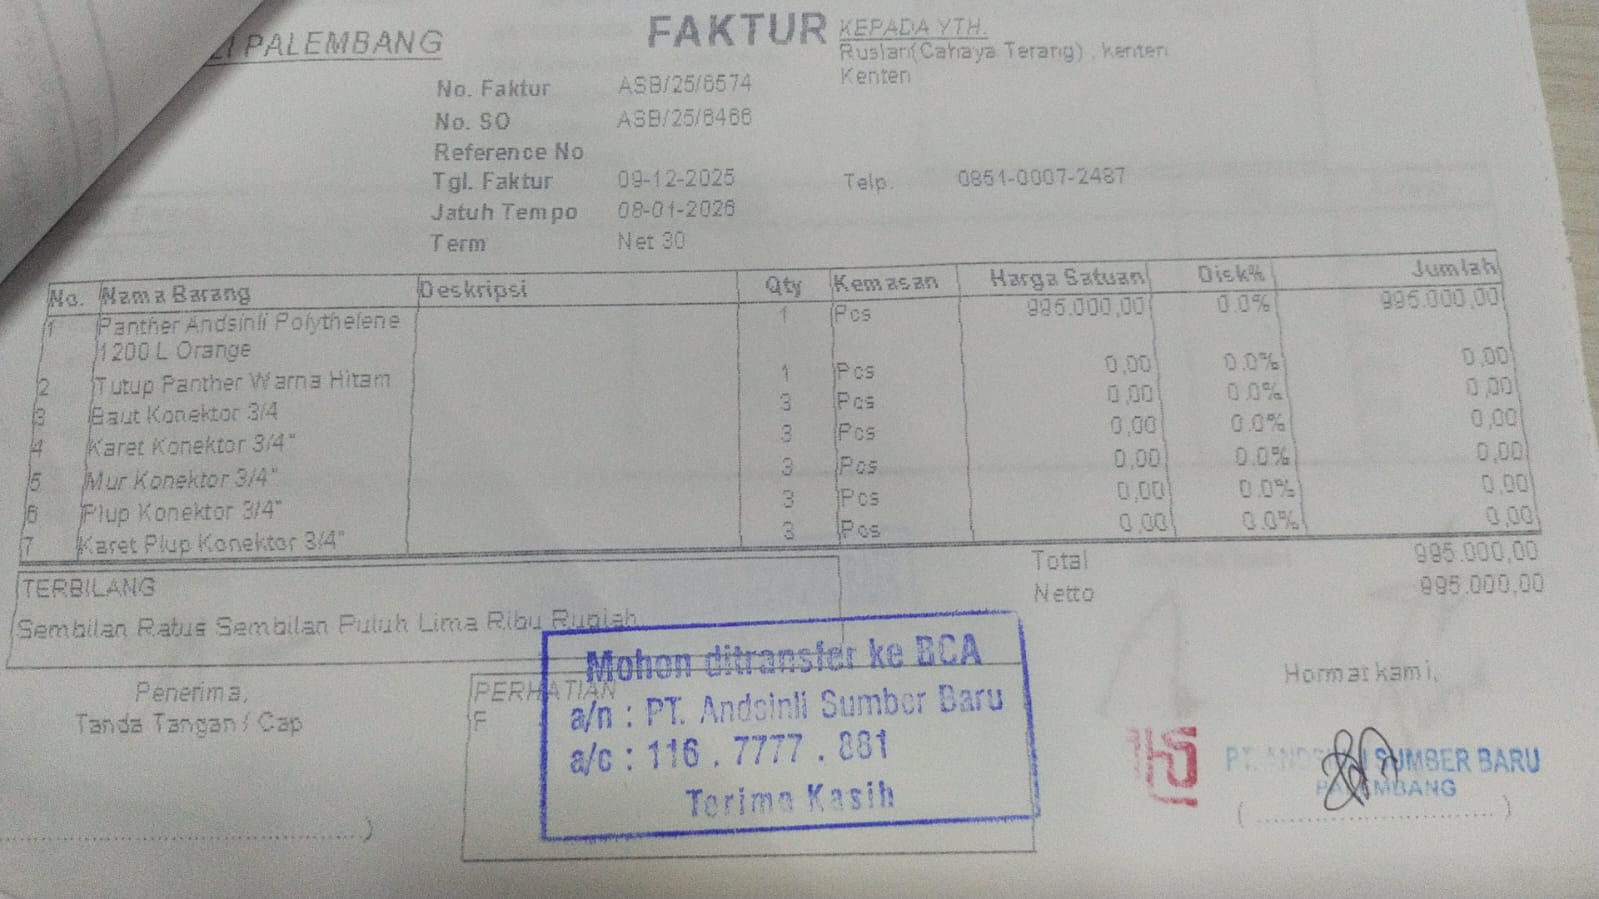 PALEMBANG
FAKTUR
KEPADA YTH.
Ruslan(Cahaya Terang) , kenten
Kenten
No. Faktur ASB/25/6574
No. SO ASB/25/6466
Reference No
Tgl. Faktur 09-12-2025
Telp. 0851-0007-2487
Jatuh Tempo 08-01-2026
Term Net 30
No. Nama Barang Deskripsi Qty Kemasan Harga Satuan Disk% Jumlah
1 Panther Andsinli Polythelene 1 Pcs 995.000,00 0.0% 995.000,00
1200 L Orange
2 Tutup Panther Warna Hitam 1 Pcs 0,00 0.0% 0,00
3 Baut Konektor 3/4 3 Pcs 0,00 0.0% 0,00
4 Karet Konektor 3/4" 3 Pcs 0,00 0.0% 0,00
5 Mur Konektor 3/4" 3 Pcs 0,00 0.0% 0,00
6 Plup Konektor 3/4" 3 Pcs 0,00 0.0% 0,00
7 Karet Plup Konektor 3/4" 3 Pcs 0,00 0.0% 0,00
Total 995.000,00
Netto 995.000,00
TERBILANG
Sembilan Ratus Sembilan Puluh Lima Ribu Rupiah
Penerima,
Tanda Tangan / Cap
PERHATIAN
F
Mohon ditransfer ke BCA
a/n : PT. Andsinli Sumber Baru
a/c : 116 . 7777 . 881
Terima Kasih
Hormat kami,
PT. ANDSINLI SUMBER BARU
PALEMBANG